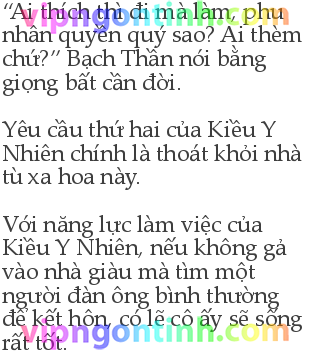 vipngontinh.com
“Ai thích thì đi mà làm, phu
nhân quyền quý sao? Ai thèm
chứ?” Bạch Thần nói bằng
giọng bất cần đời.
Yêu cầu thứ hai của Kiều Y
Nhiên chính là thoát khỏi nhà
tù xa hoa này.
Với năng lực làm việc của
Kiều Y Nhiên, nếu không gả
vào nhà giàu mà tìm một
người đàn ông bình thường
để kết hôn, có lẽ cô ấy sẽ sống
vipngontinh.com
rất tốt.